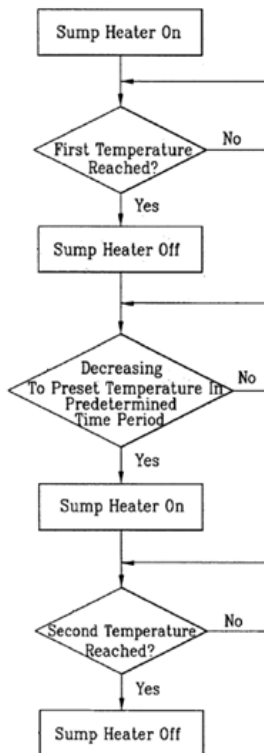 Sump Heater On
First Temperature
Reached?
No
Yes
Sump Heater Off
Decreasing
To Preset Temperature In
Predetermined
Time Period
No
Yes
Sump Heater On
Second Temperature
Reached?
No
Yes
Sump Heater Off